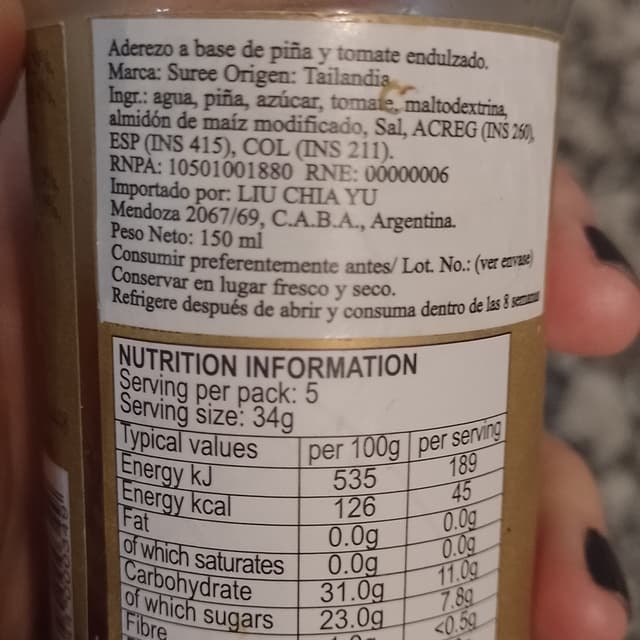 Aderezo a base de piña y tomate endulzado.
Marca: Suree Origen: Tailandia
Ingr.: agua, piña, azúcar, tomate, maltodextrina,
almidón de maíz modificado, Sal, ACREG (INS 260),
ESP (INS 415), COL (INS 211).
RNPA: 10501001880 RNE: 00000006
Importado por: LIU CHIA YU
Mendoza 2067/69, C.A.B.A., Argentina.
Peso Neto: 150 ml
Consumir preferentemente antes/ Lot. No.: (ver envase)
Conservar en lugar fresco y seco.
Refrigere después de abrir y consuma dentro de las 8 semanas
NUTRITION INFORMATION
Serving per pack: 5
Serving size: 34g
Typical values per 100g per serving
Energy kJ 535 189
Energy kcal 126 45
Fat 0.0g 0.0g
of which saturates 0.0g 0.0g
Carbohydrate 31.0g 11.0g
of which sugars 23.0g 7.8g
Fibre <0.5g